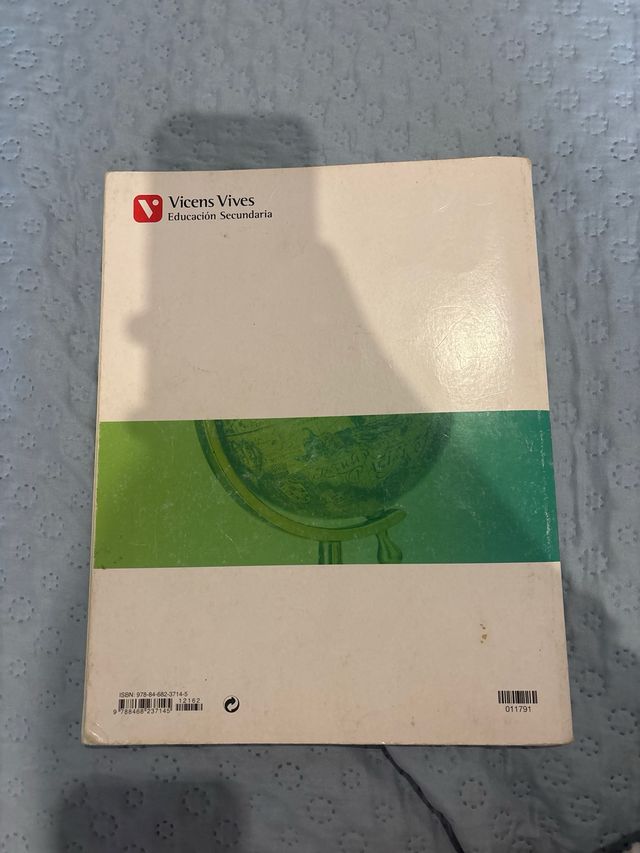 Vicens Vives
Educación Secundaria
ISBN: 978-84-682-3714-5
12162
9 788468 237145
011791